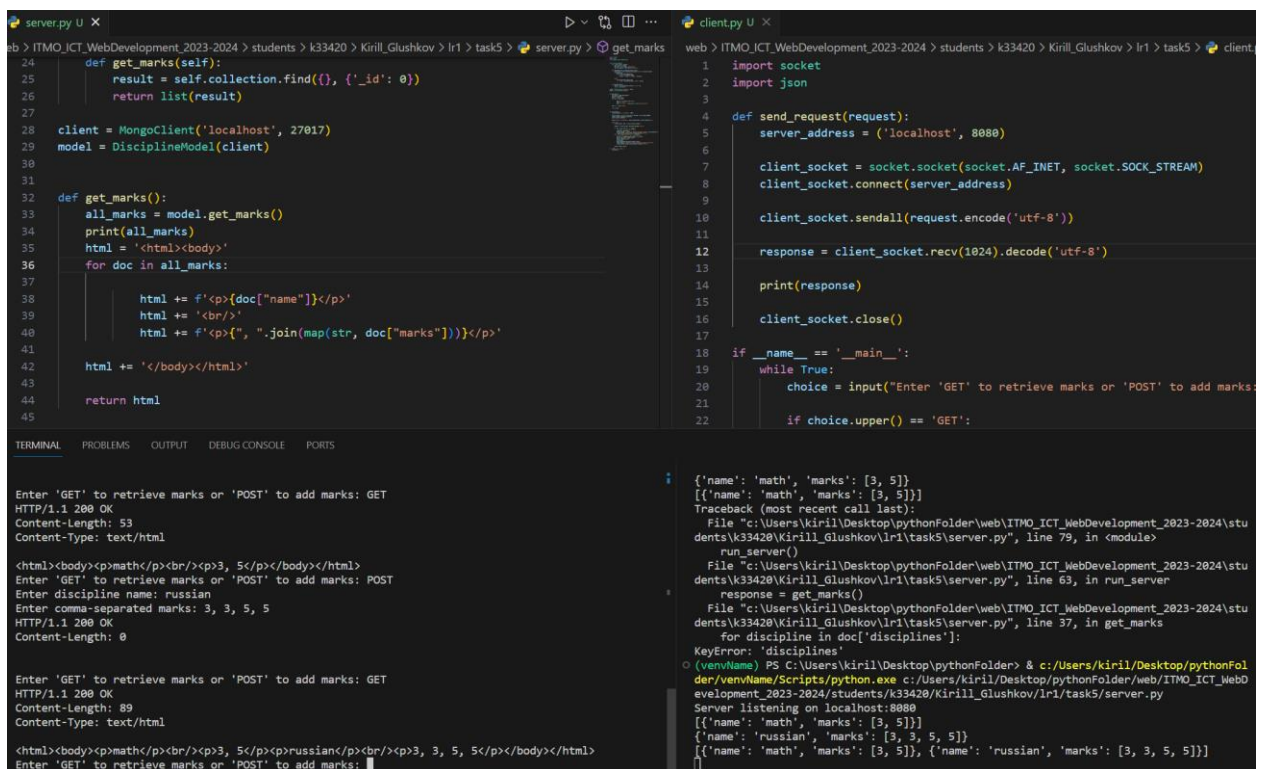 server.py U ×
eb > ITMO_ICT_WebDevelopment_2023-2024 > students > k33420 > Kirill_Glushkov > lr1 > task5 > server.py > get_marks
24 def get_marks(self):
25 result = self.collection.find({}, {'_id': 0})
26 return list(result)
27
28 client = MongoClient('localhost', 27017)
29 model = DisciplineModel(client)
30
31
32 def get_marks():
33 all_marks = model.get_marks()
34 print(all_marks)
35 html = '<html><body>'
36 for doc in all_marks:
37
38 html += f'<p>{doc["name"]}</p>'
39 html += '<br/>'
40 html += f'<p>{", ".join(map(str, doc["marks"]))}</p>'
41
42 html += '</body></html>'
43
44 return html
45
client.py U ×
web > ITMO_ICT_WebDevelopment_2023-2024 > students > k33420 > Kirill_Glushkov > lr1 > task5 > client.
1 import socket
2 import json
3
4 def send_request(request):
5 server_address = ('localhost', 8080)
6
7 client_socket = socket.socket(socket.AF_INET, socket.SOCK_STREAM)
8 client_socket.connect(server_address)
9
10 client_socket.sendall(request.encode('utf-8'))
11
12 response = client_socket.recv(1024).decode('utf-8')
13
14 print(response)
15
16 client_socket.close()
17
18 if __name__ == '__main__':
19 while True:
20 choice = input("Enter 'GET' to retrieve marks or 'POST' to add marks:
21
22 if choice.upper() == 'GET':
TERMINAL PROBLEMS OUTPUT DEBUG CONSOLE PORTS
Enter 'GET' to retrieve marks or 'POST' to add marks: GET
HTTP/1.1 200 OK
Content-Length: 53
Content-Type: text/html
<html><body><p>math</p><br/><p>3, 5</p></body></html>
Enter 'GET' to retrieve marks or 'POST' to add marks: POST
Enter discipline name: russian
Enter comma-separated marks: 3, 3, 5, 5
HTTP/1.1 200 OK
Content-Length: 0
Enter 'GET' to retrieve marks or 'POST' to add marks: GET
HTTP/1.1 200 OK
Content-Length: 89
Content-Type: text/html
<html><body><p>math</p><br/><p>3, 5</p><p>russian</p><br/><p>3, 3, 5, 5</p></body></html>
Enter 'GET' to retrieve marks or 'POST' to add marks:
{'name': 'math', 'marks': [3, 5]}
[{'name': 'math', 'marks': [3, 5]}]
Traceback (most recent call last):
File "c:\Users\kiril\Desktop\pythonFolder\web\ITMO_ICT_WebDevelopment_2023-2024\stu
dents\k33420\Kirill_Glushkov\lr1\task5\server.py", line 79, in <module>
run_server()
File "c:\Users\kiril\Desktop\pythonFolder\web\ITMO_ICT_WebDevelopment_2023-2024\stu
dents\k33420\Kirill_Glushkov\lr1\task5\server.py", line 63, in run_server
response = get_marks()
File "c:\Users\kiril\Desktop\pythonFolder\web\ITMO_ICT_WebDevelopment_2023-2024\stu
dents\k33420\Kirill_Glushkov\lr1\task5\server.py", line 37, in get_marks
for discipline in doc['disciplines']:
KeyError: 'disciplines'
(venvName) PS C:\Users\kiril\Desktop\pythonFolder> & c:/Users/kiril/Desktop/pythonFol
der/venvName/Scripts/python.exe c:/Users/kiril/Desktop/pythonFolder/web/ITMO_ICT_WebD
evelopment_2023-2024/students/k33420/Kirill_Glushkov/lr1/task5/server.py
Server listening on localhost:8080
[{'name': 'math', 'marks': [3, 5]}]
{'name': 'russian', 'marks': [3, 3, 5, 5]}
[{'name': 'math', 'marks': [3, 5]}, {'name': 'russian', 'marks': [3, 3, 5, 5]}]